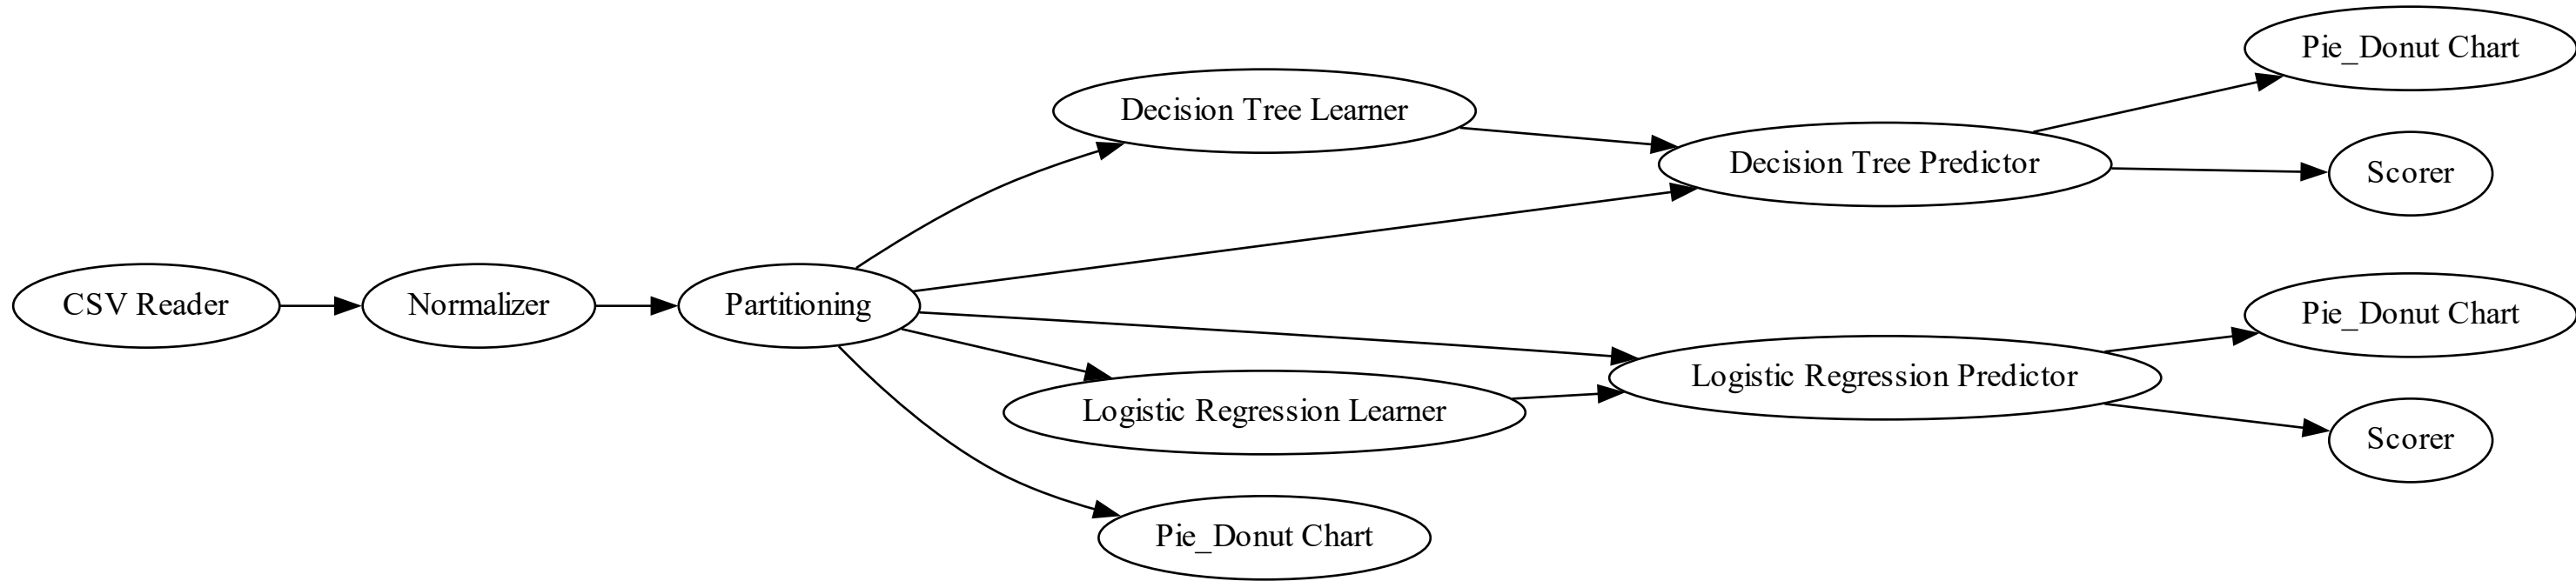 CSV Reader
Normalizer
Partitioning
Decision Tree Learner
Logistic Regression Learner
Pie_Donut Chart
Decision Tree Predictor
Logistic Regression Predictor
Pie_Donut Chart
Scorer
Pie_Donut Chart
Scorer